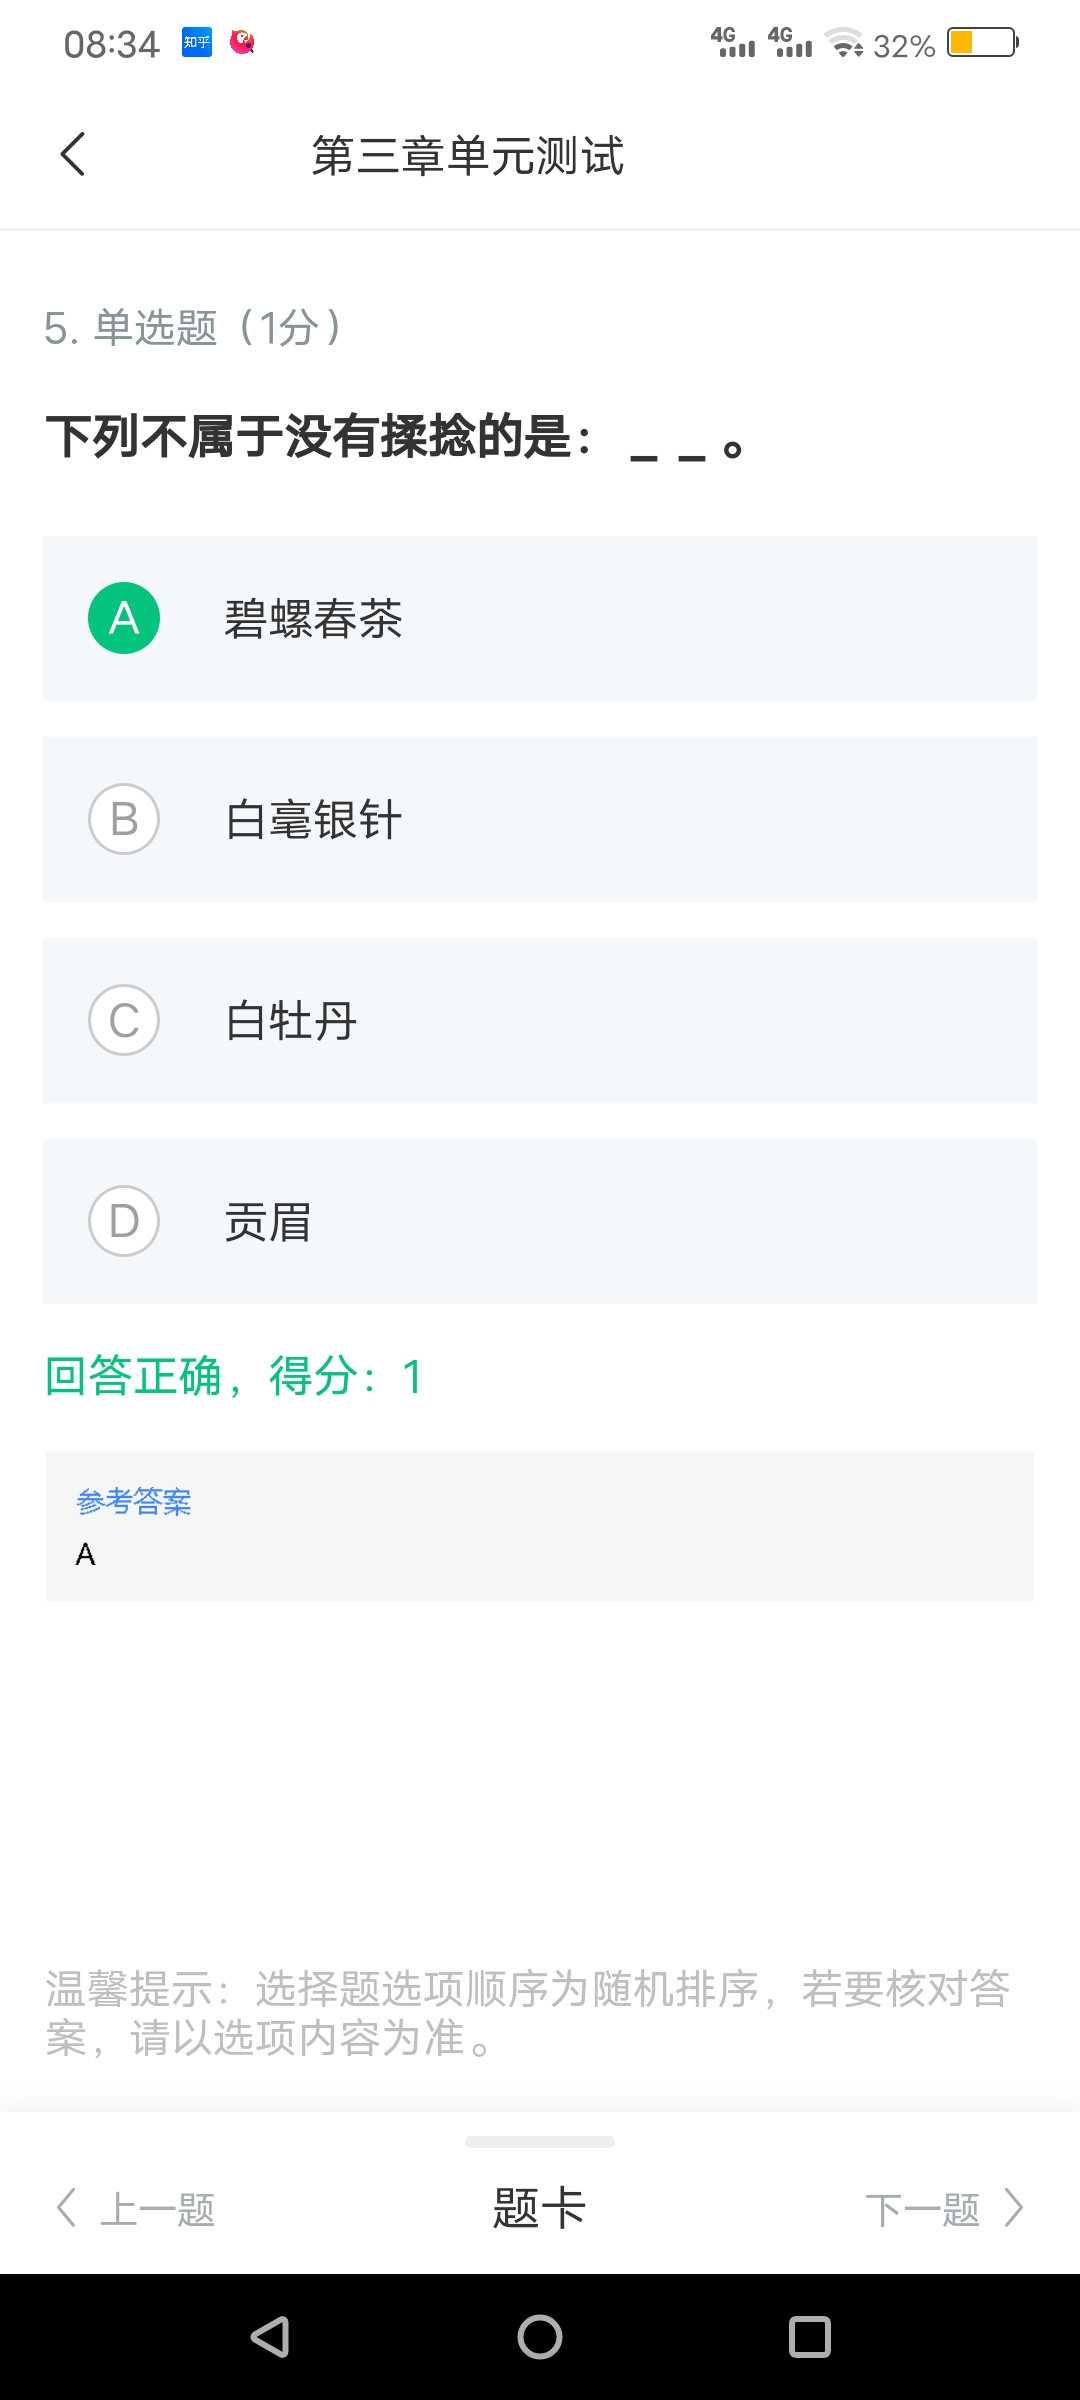 08:34 知乎 4G 4G 32%
第三章单元测试
5. 单选题（1分）
下列不属于没有揉捻的是： _ _ 。
A 碧螺春茶
B 白毫银针
C 白牡丹
D 贡眉
回答正确，得分：1
参考答案
A
温馨提示：选择题选项顺序为随机排序，若要核对答
案，请以选项内容为准。
上一题 题卡 下一题